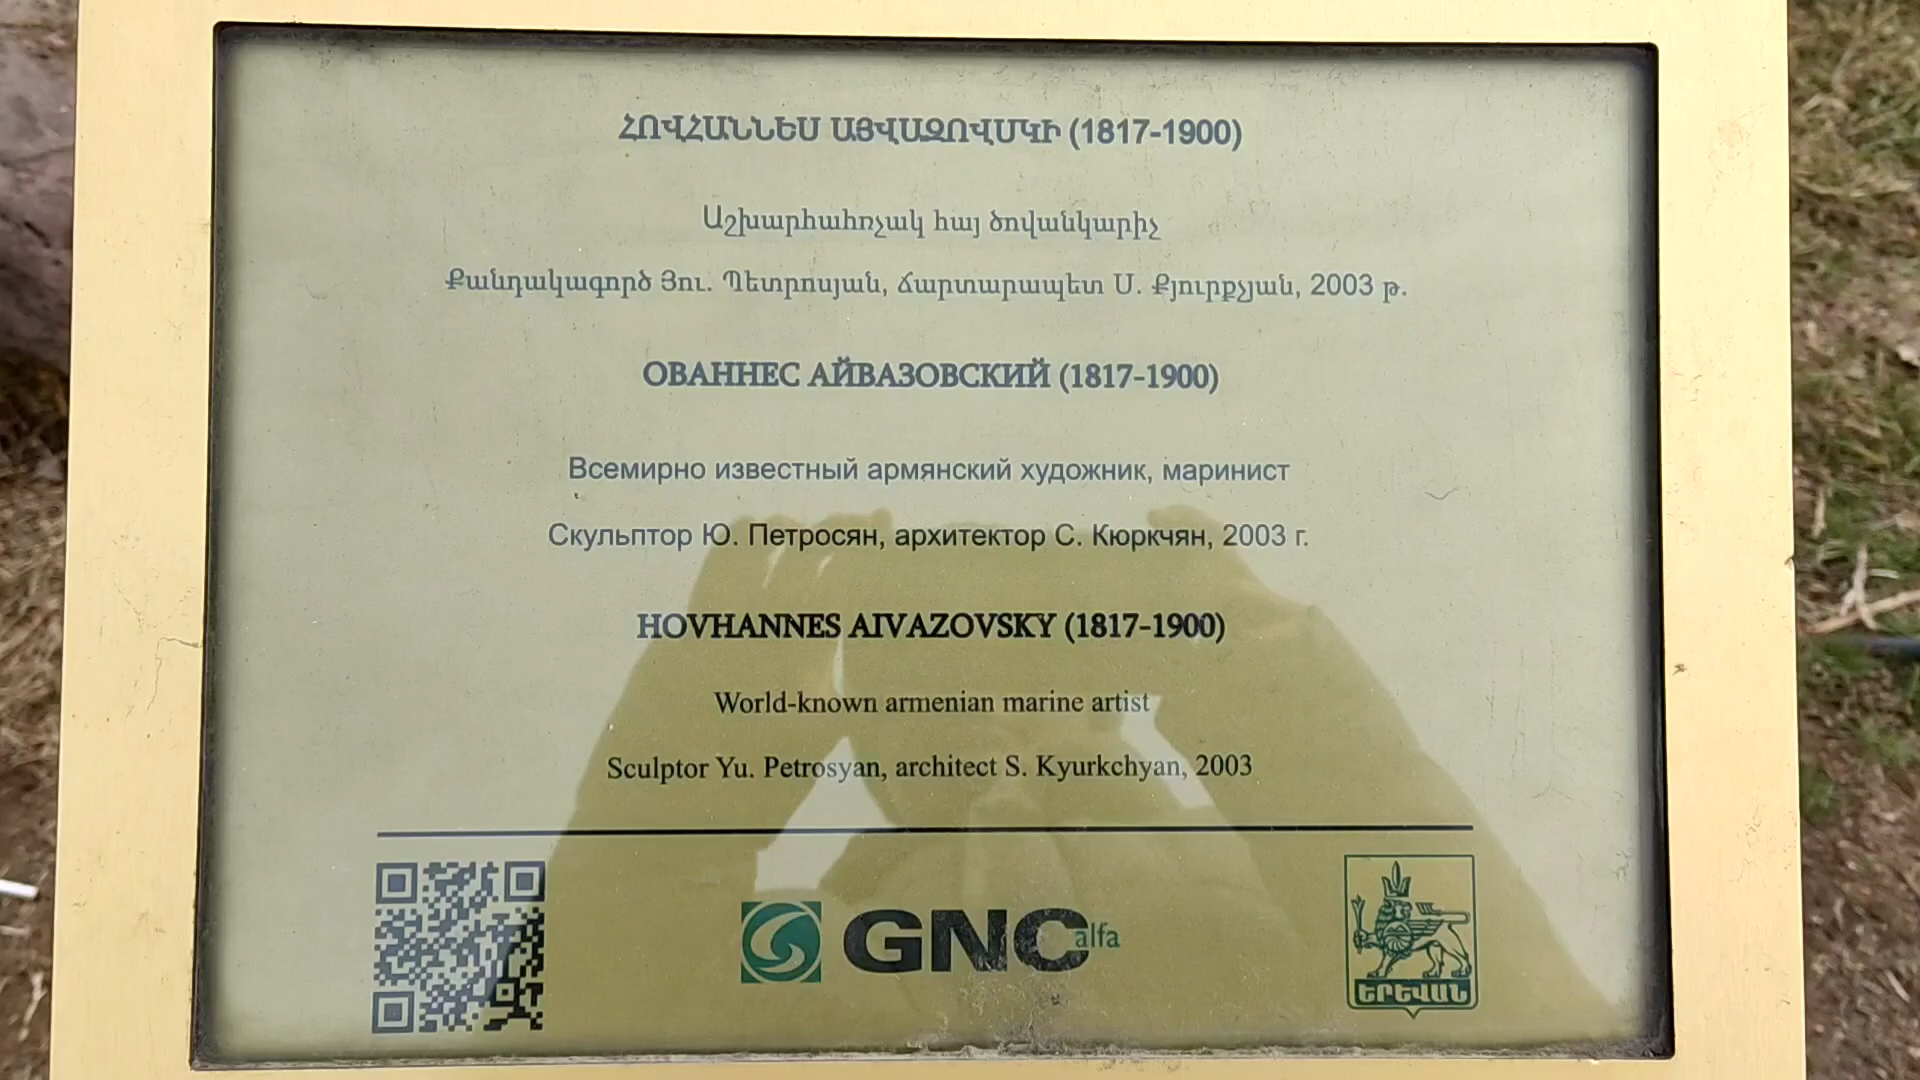 ՀՈՎՀԱՆՆԵՍ ԱՅՎԱԶՈՎՍԿԻ (1817-1900)
Աշխարհահռչակ հայ ծովանկարիչ
Քանդակագործ Յու. Պետրոսյան, ճարտարապետ Ս. Քյուրքչյան, 2003 թ.
ОВАННЕС АЙВАЗОВСКИЙ (1817-1900)
Всемирно известный армянский художник, маринист
Скульптор Ю. Петросян, архитектор С. Кюркчян, 2003 г.
HOVHANNES AIVAZOVSKY (1817-1900)
World-known armenian marine artist
Sculptor Yu. Petrosyan, architect S. Kyurkchyan, 2003
GNC alfa
ԵՐԵՎԱՆ